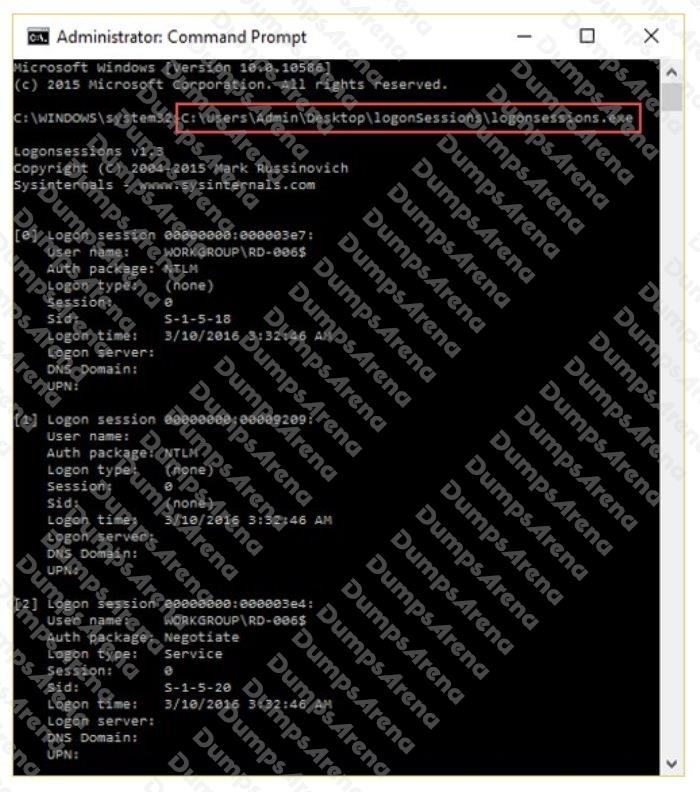 Administrator: Command Prompt
Microsoft Windows [Version 10.0.10586]
(c) 2015 Microsoft Corporation. All rights reserved.
C:\WINDOWS\system32>C:\Users\Admin\Desktop\logonSessions\logonsessions.exe
Logonsessions v1.3
Copyright (C) 2004-2015 Mark Russinovich
Sysinternals - wwww.sysinternals.com
[0] Logon session 00000000:000003e7:
User name: WORKGROUP\RD-006$
Auth package: NTLM
Logon type: (none)
Session: 0
Sid: S-1-5-18
Logon time: 3/10/2016 3:32:46 AM
Logon server:
DNS Domain:
UPN:
[1] Logon session 00000000:00009209:
User name:
Auth package: NTLM
Logon type: (none)
Session: 0
Sid: (none)
Logon time: 3/10/2016 3:32:46 AM
Logon server:
DNS Domain:
UPN:
[2] Logon session 00000000:000003e4:
User name: WORKGROUP\RD-006$
Auth package: Negotiate
Logon type: Service
Session: 0
Sid: S-1-5-20
Logon time: 3/10/2016 3:32:46 AM
Logon server:
DNS Domain:
UPN:
DumpsArena